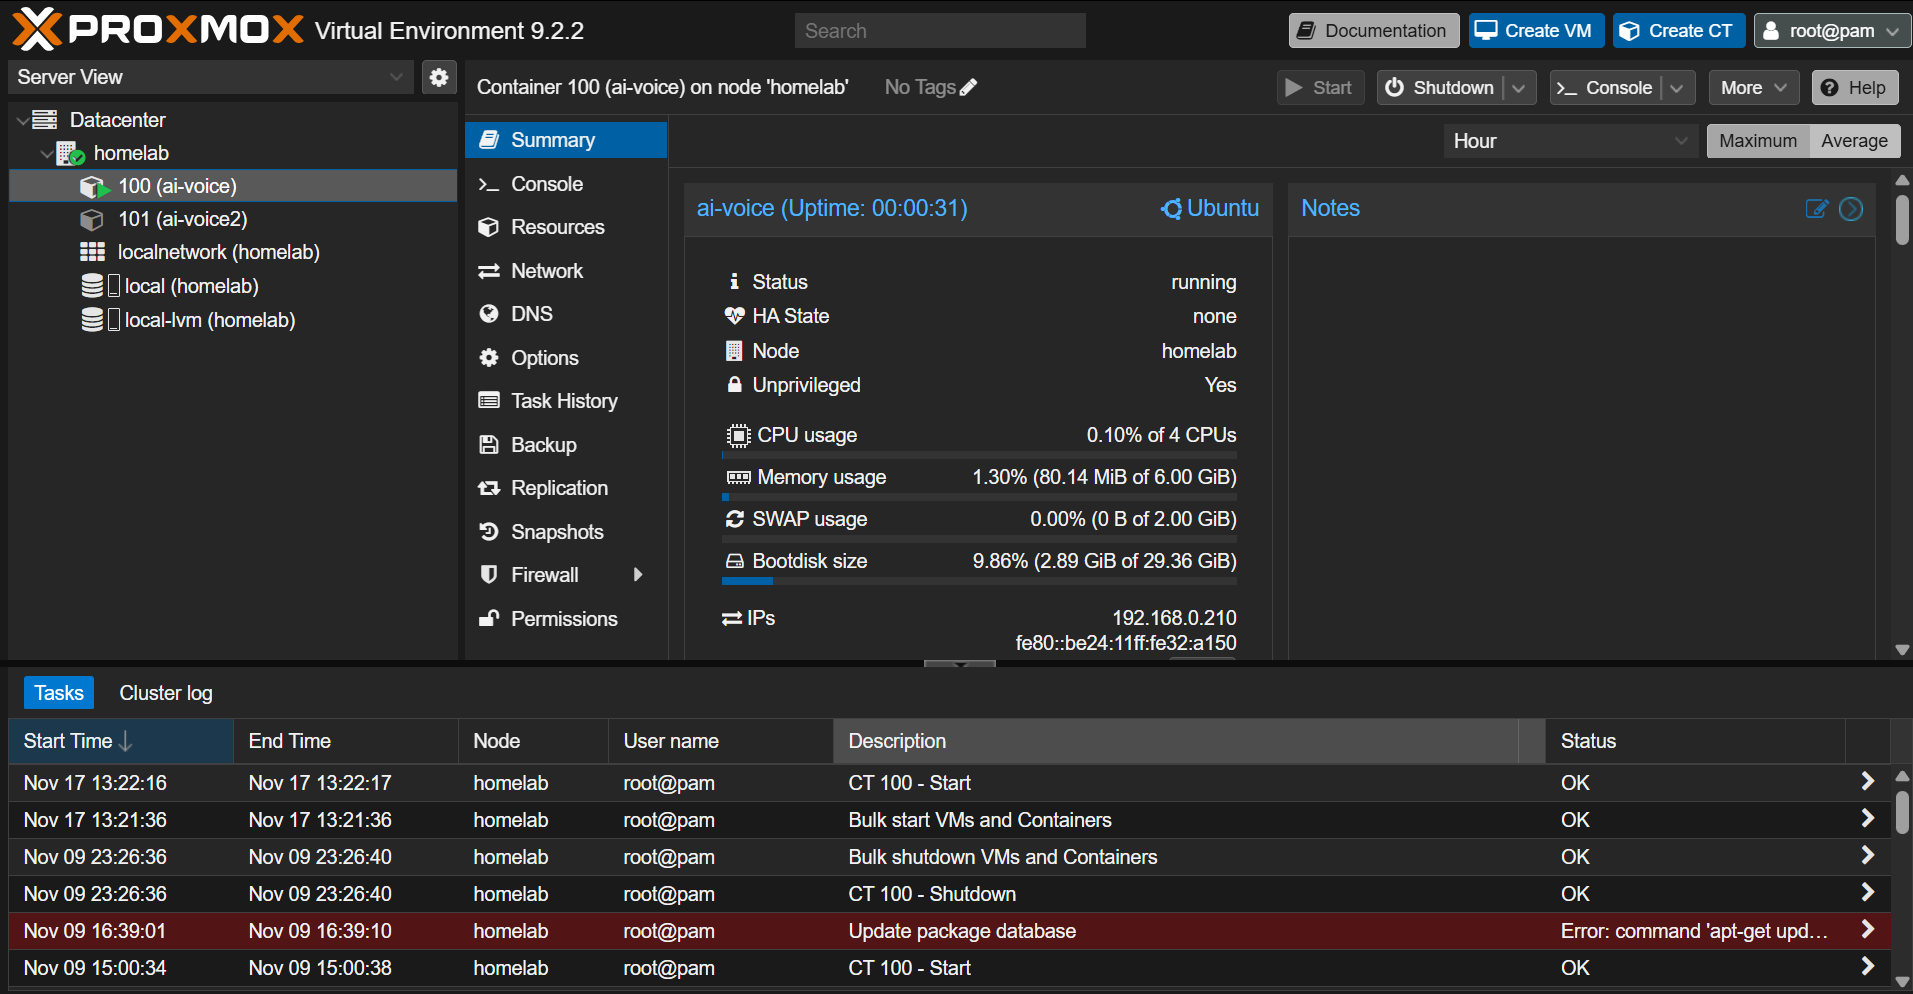 PROXMOX Virtual Environment 9.2.2
Search
Documentation
Create VM
Create CT
root@pam
Server View
Container 100 (ai-voice) on node 'homelab'
No Tags
Start
Shutdown
Console
More
Help
Datacenter
homelab
100 (ai-voice)
101 (ai-voice2)
localnetwork (homelab)
local (homelab)
local-lvm (homelab)
Summary
Console
Resources
Network
DNS
Options
Task History
Backup
Replication
Snapshots
Firewall
Permissions
Hour
Maximum
Average
ai-voice (Uptime: 00:00:31)
Ubuntu
Status running
HA State none
Node homelab
Unprivileged Yes
CPU usage 0.10% of 4 CPUs
Memory usage 1.30% (80.14 MiB of 6.00 GiB)
SWAP usage 0.00% (0 B of 2.00 GiB)
Bootdisk size 9.86% (2.89 GiB of 29.36 GiB)
IPs 192.168.0.210
fe80::be24:11ff:fe32:a150
Notes
Tasks
Cluster log
Start Time End Time Node User name Description Status
Nov 17 13:22:16 Nov 17 13:22:17 homelab root@pam CT 100 - Start OK
Nov 17 13:21:36 Nov 17 13:21:36 homelab root@pam Bulk start VMs and Containers OK
Nov 09 23:26:36 Nov 09 23:26:40 homelab root@pam Bulk shutdown VMs and Containers OK
Nov 09 23:26:36 Nov 09 23:26:40 homelab root@pam CT 100 - Shutdown OK
Nov 09 16:39:01 Nov 09 16:39:10 homelab root@pam Update package database Error: command 'apt-get upd...
Nov 09 15:00:34 Nov 09 15:00:38 homelab root@pam CT 100 - Start OK